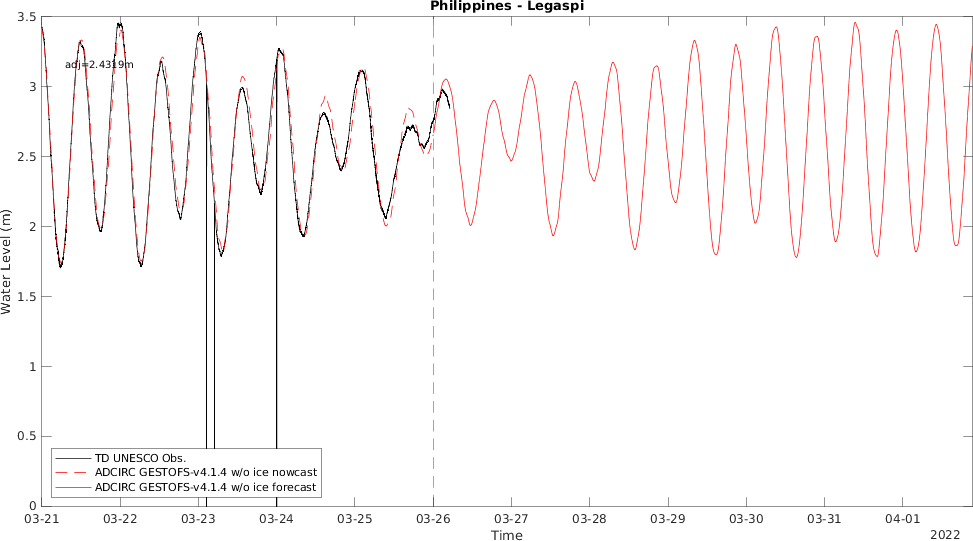 Philippines - Legaspi
3.5
adj=2.4319m
3
2.5
2
Water Level (m)
1.5
1
0.5
TD UNESCO Obs.
ADCIRC GESTOFS-v4.1.4 w/o ice nowcast
ADCIRC GESTOFS-v4.1.4 w/o ice forecast
0
03-21 03-22 03-23 03-24 03-25 03-26 03-27 03-28 03-29 03-30 03-31 04-01
Time
2022